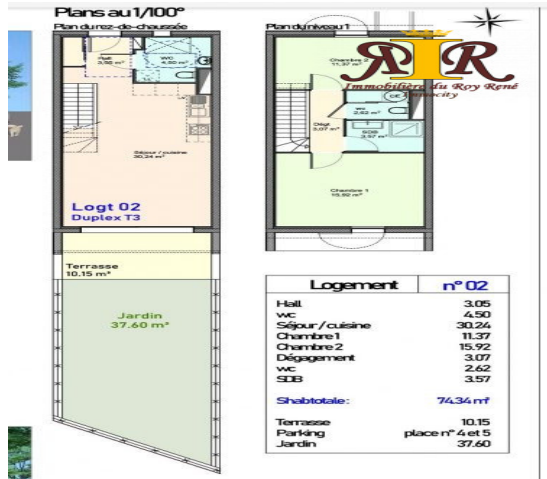 Plans au 1/100°
Plan du rez-de-chaussée
Plan du niveau 1
Hall
3,05 m²
WC
4,50 m²
Séjour / cuisine
30,24 m²
Logt 02
Duplex T3
Terrasse
10.15 m²
Jardin
37.60 m²
Chambre 2
11,37 m²
RIR
Immobilière du Roy René
Immocity
wc
2,62 m²
Dégt
3,07 m²
SDB
3,57 m²
Chambre 1
15,92 m²
Logement n° 02
Hall 3.05
wc 4.50
Séjour / cuisine 30.24
Chambre 1 11.37
Chambre 2 15.92
Dégagement 3.07
wc 2.62
SDB 3.57
Shabtotale : 74.34 m²
Terrasse 10.15
Parking place n° 4 et 5
Jardin 37.60